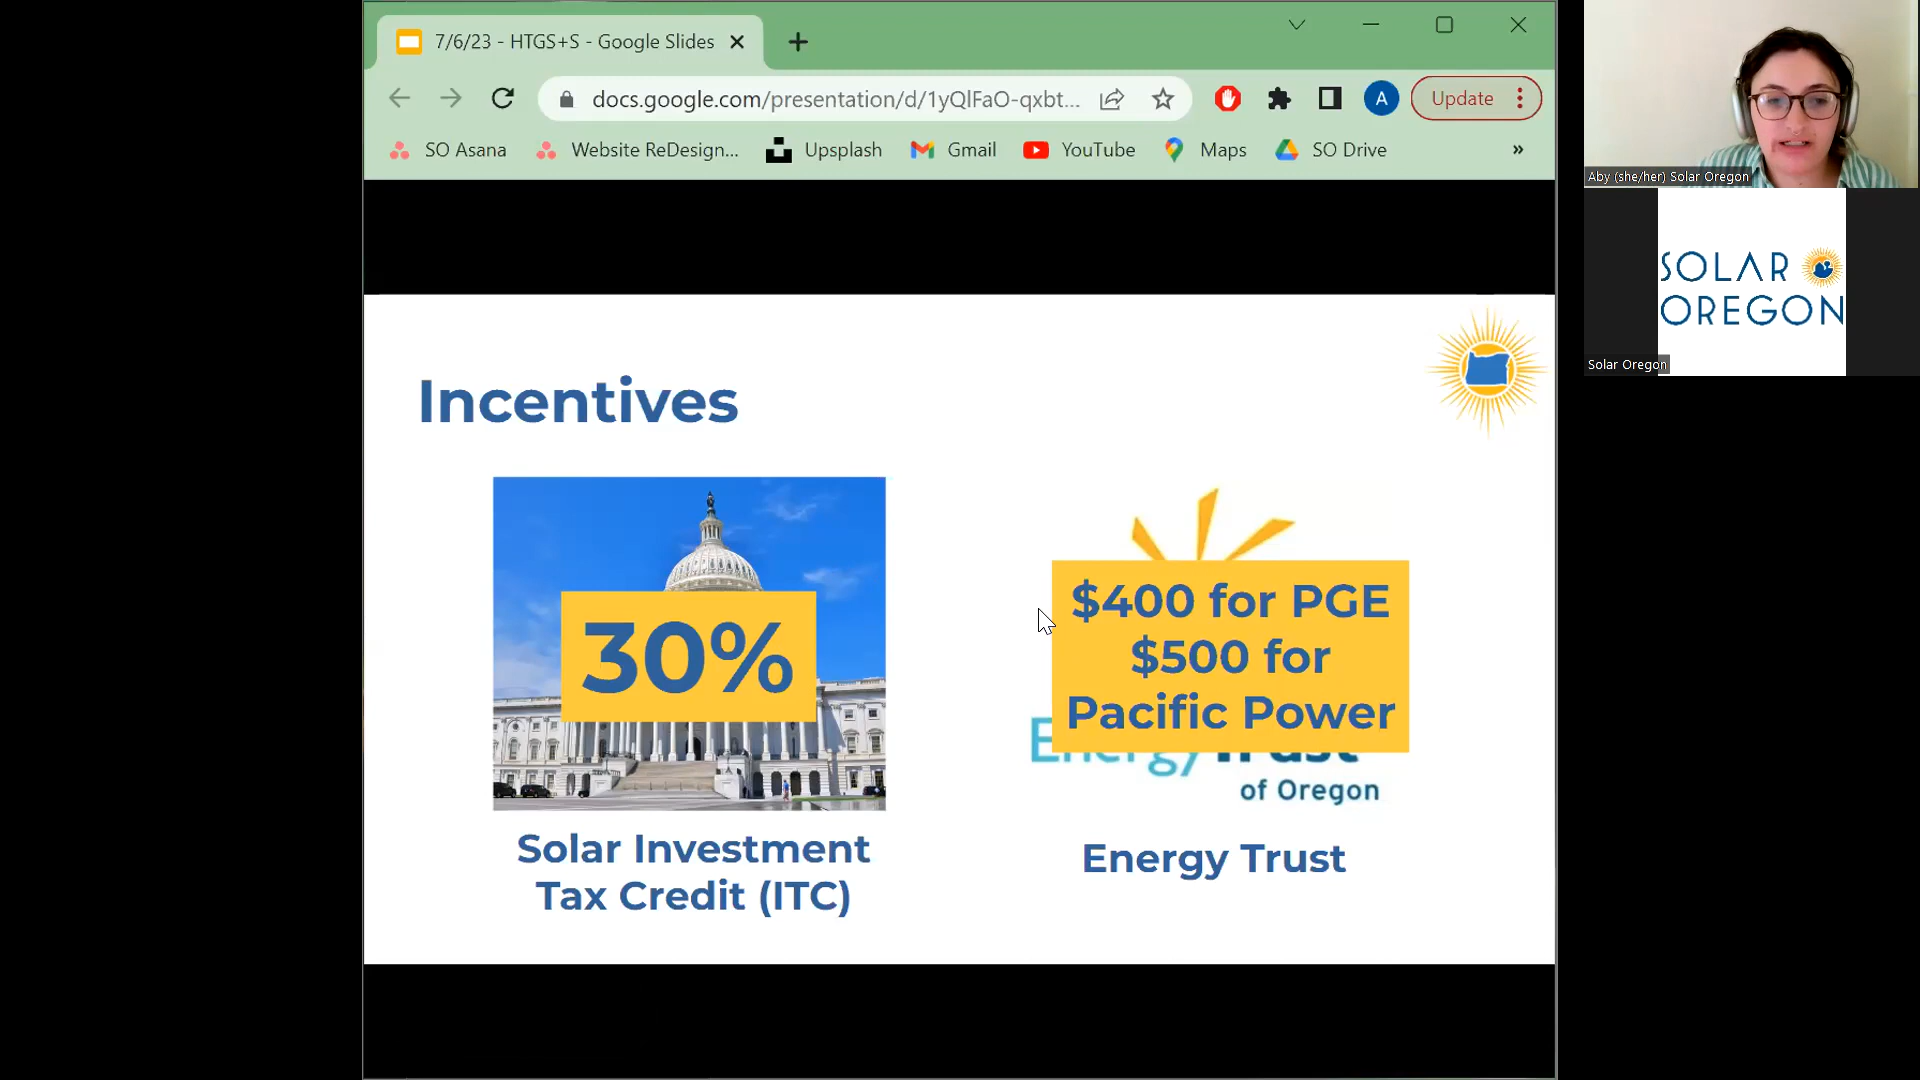 7/6/23 - HTGS+S - Google Slides
docs.google.com/presentation/d/1yQlFaO-qxbt...
A
Update
SO Asana
Website ReDesign...
Upsplash
Gmail
YouTube
Maps
SO Drive
»
Aby (she/her) Solar Oregon
SOLAR
OREGON
Solar Oregon
Incentives
30%
$400 for PGE
$500 for
Pacific Power
Energy Trust
of Oregon
Solar Investment
Tax Credit (ITC)
Energy Trust